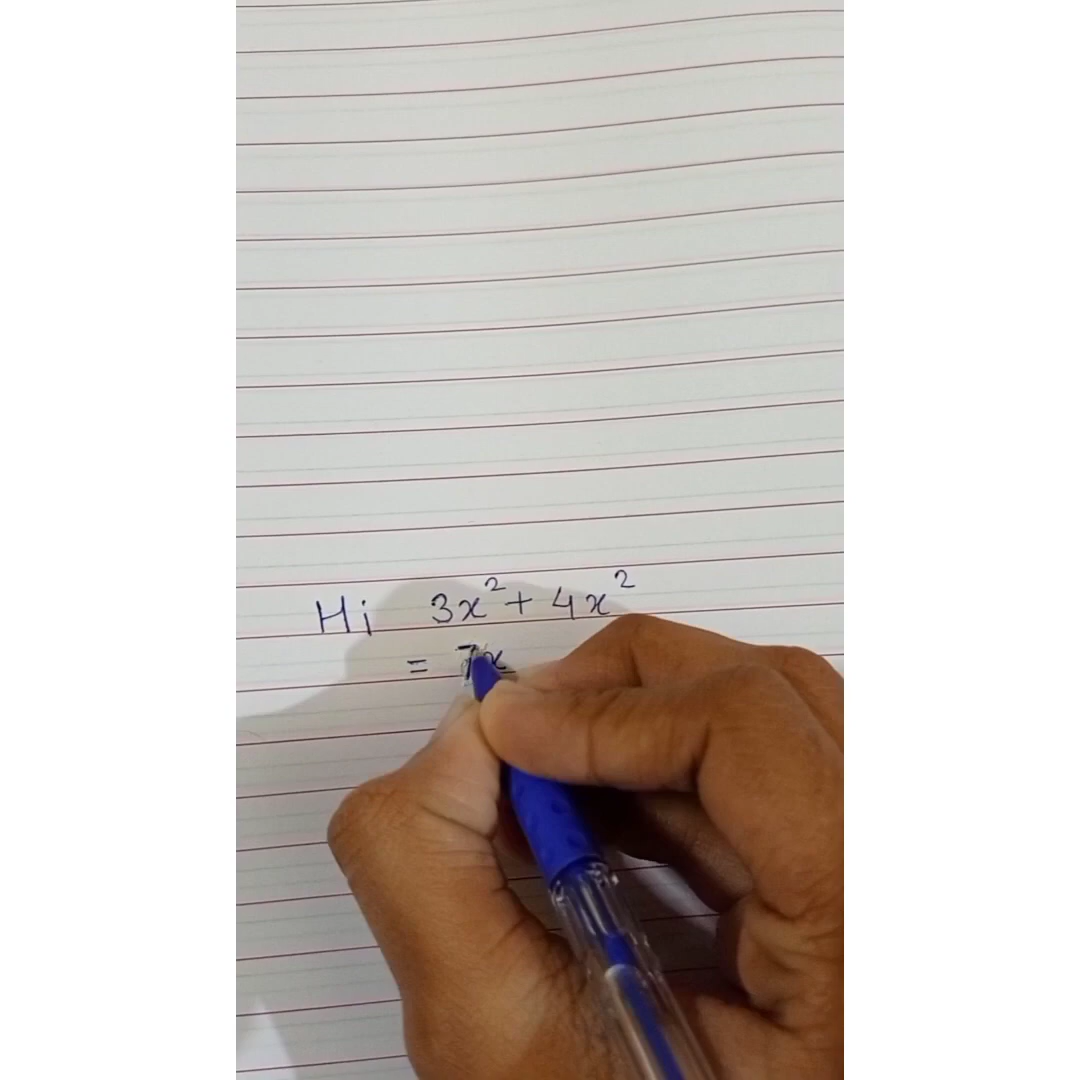 Hi 3x² + 4x²
= 7x